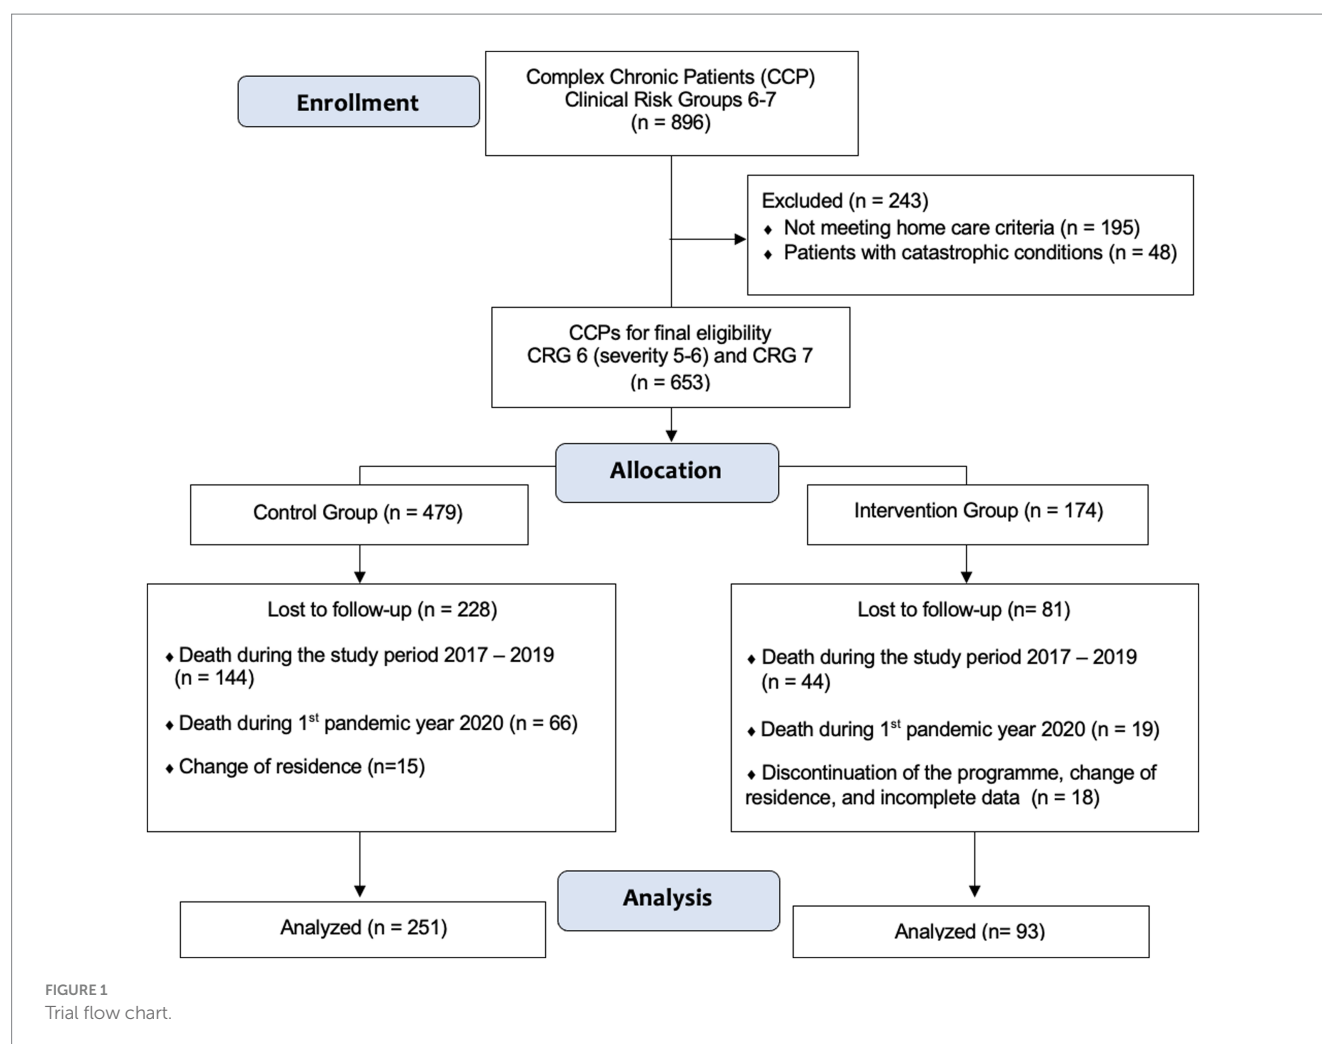 Enrollment
Complex Chronic Patients (CCP)
Clinical Risk Groups 6-7
(n = 896)
Excluded (n = 243)
♦ Not meeting home care criteria (n = 195)
♦ Patients with catastrophic conditions (n = 48)
CCPs for final eligibility
CRG 6 (severity 5-6) and CRG 7
(n = 653)
Allocation
Control Group (n = 479)
Intervention Group (n = 174)
Lost to follow-up (n = 228)
♦ Death during the study period 2017 – 2019
(n = 144)
♦ Death during 1st pandemic year 2020 (n = 66)
♦ Change of residence (n=15)
Lost to follow-up (n= 81)
♦ Death during the study period 2017 – 2019
(n = 44)
♦ Death during 1st pandemic year 2020 (n = 19)
♦ Discontinuation of the programme, change of
residence, and incomplete data (n = 18)
Analysis
Analyzed (n = 251)
Analyzed (n= 93)
FIGURE 1
Trial flow chart.